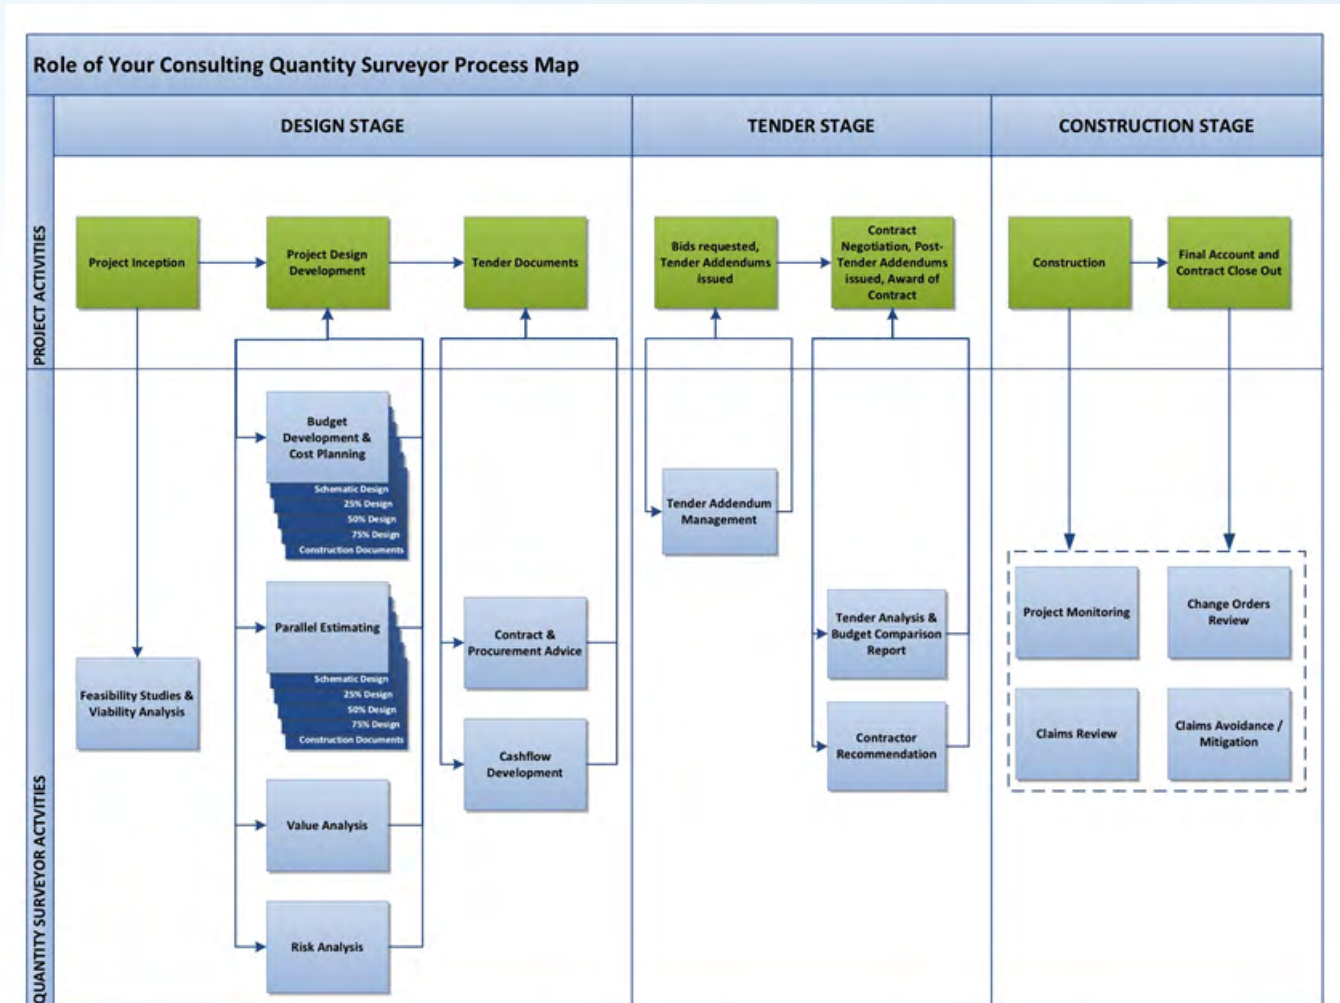 Role of Your Consulting Quantity Surveyor Process Map
DESIGN STAGE
TENDER STAGE
CONSTRUCTION STAGE
PROJECT ACTIVITIES
Project Inception
Project Design
Development
Tender Documents
Bids requested,
Tender Addendums
issued
Contract
Negotiation, Post-
Tender Addendums
issued, Award of
Contract
Construction
Final Account and
Contract Close Out
QUANTITY SURVEYOR ACTVITIES
Feasibility Studies &
Viability Analysis
Budget
Development &
Cost Planning
Schematic Design
25% Design
50% Design
75% Design
Construction Documents
Parallel Estimating
Schematic Design
25% Design
50% Design
75% Design
Construction Documents
Value Analysis
Risk Analysis
Contract &
Procurement Advice
Cashflow
Development
Tender Addendum
Management
Tender Analysis &
Budget Comparison
Report
Contractor
Recommendation
Project Monitoring
Change Orders
Review
Claims Review
Claims Avoidance /
Mitigation